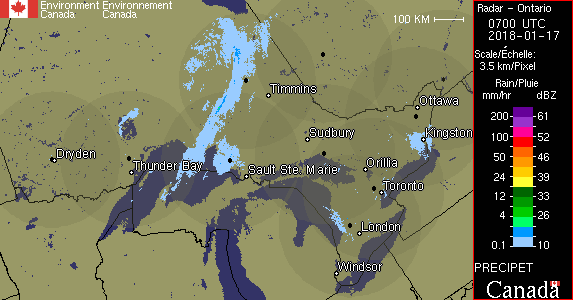 Environment Environnement
Canada Canada
100 KM
Radar - Ontario
0700 UTC
2018-01-17
Scale/Échelle:
3.5 km/Pixel
Rain/Pluie
mm/hr dBZ
200 61
100 52
50 46
24 39
12 33
4 26
0.1 10
PRECIPET
Canada
Timmins
Ottawa
Sudbury
Kingston
Dryden
Thunder Bay
Sault Ste. Marie
Orillia
Toronto
London
Windsor